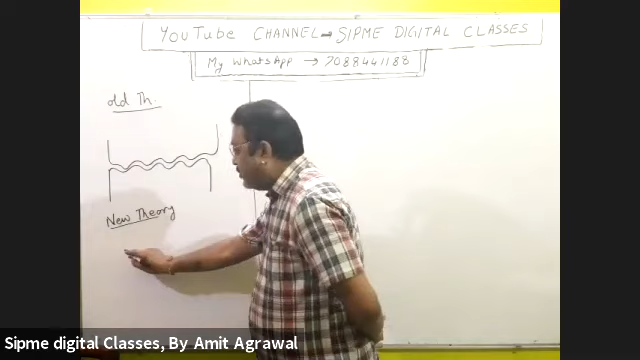 YouTube CHANNEL → SIPME DIGITAL CLASSES
My WhatsApp → 7088441188
old Th.
New Theory
Sipme digital Classes, By Amit Agrawal